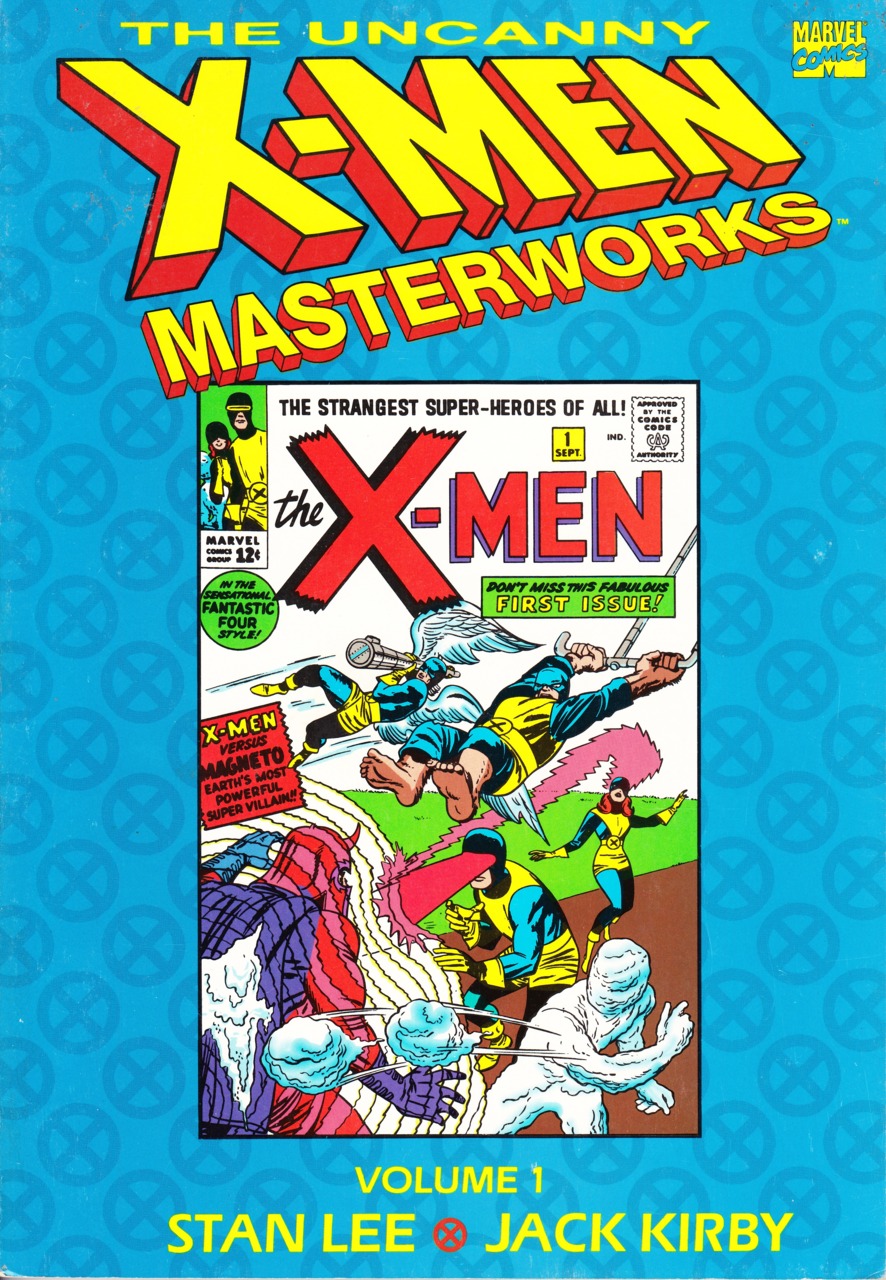 THE UNCANNY
MARVEL
COMICS
X-MEN
MASTERWORKS™
THE STRANGEST SUPER-HEROES OF ALL!
APPROVED
BY THE
COMICS
CODE
CA
AUTHORITY
1
SEPT.
IND.
the X-MEN
MARVEL
COMICS
GROUP 12¢
IN THE
SENSATIONAL
FANTASTIC
FOUR
STYLE!
DON'T MISS THIS FABULOUS
FIRST ISSUE!
X-MEN
VERSUS
MAGNETO
EARTH'S MOST
POWERFUL
SUPER VILLAIN!!
VOLUME 1
STAN LEE JACK KIRBY